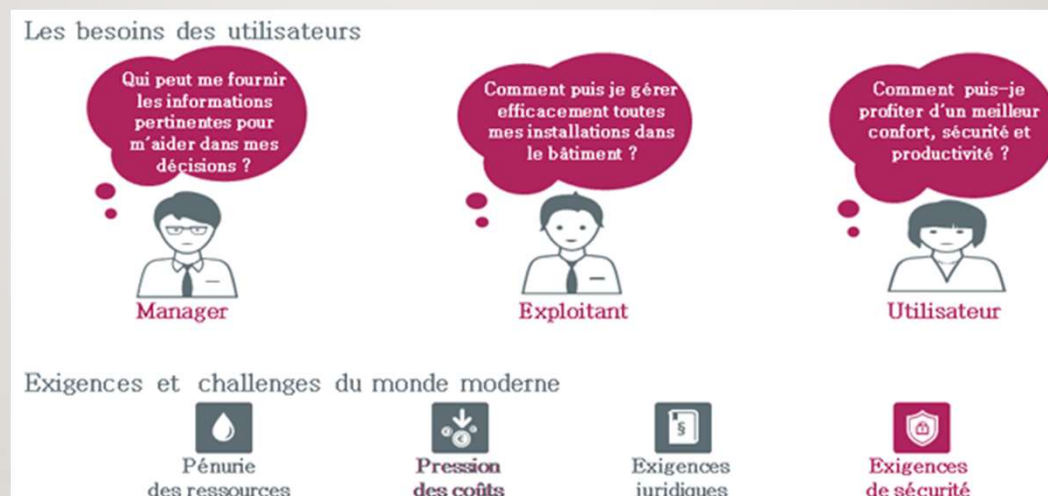 Les besoins des utilisateurs
Qui peut me fournir
les informations
pertinentes pour
m'aider dans mes
décisions ?
Manager
Comment puis je gérer
efficacement toutes
mes installations dans
le bâtiment ?
Exploitant
Comment puis-je
profiter d'un meilleur
confort, sécurité et
productivité ?
Utilisateur
Exigences et challenges du monde moderne
Pénurie
des ressources
Pression
des coûts
§
Exigences
juridiques
Exigences
de sécurité